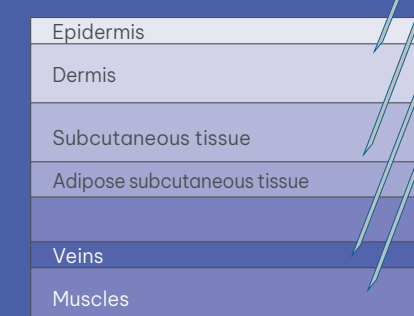 Epidermis
Dermis
Subcutaneous tissue
Adipose subcutaneous tissue
Veins
Muscles